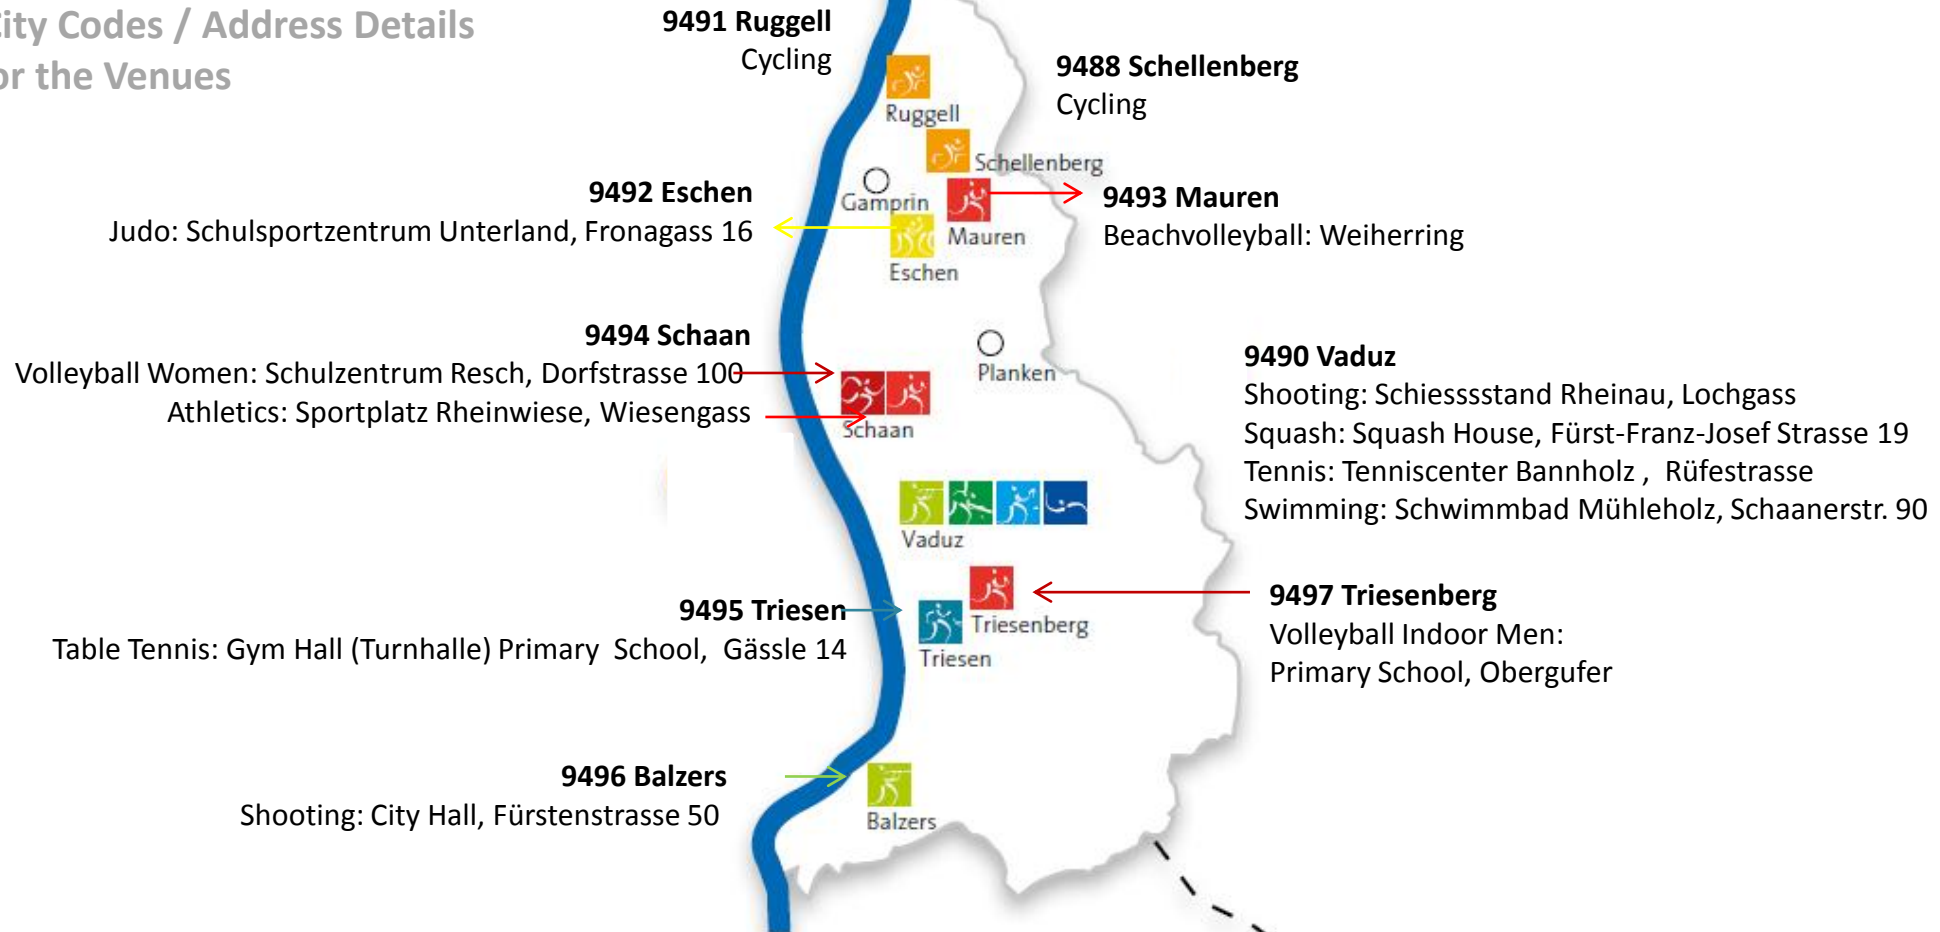 ity Codes / Address Details
or the Venues
9491 Ruggell
Cycling
9488 Schellenberg
Cycling
Ruggell
Schellenberg
9492 Eschen
Judo: Schulsportzentrum Unterland, Fronagass 16
Gamprin
Mauren
Eschen
9493 Mauren
Beachvolleyball: Weiherring
9494 Schaan
Volleyball Women: Schulzentrum Resch, Dorfstrasse 100
Athletics: Sportplatz Rheinwiese, Wiesengass
Planken
Schaan
9490 Vaduz
Shooting: Schiesssstand Rheinau, Lochgass
Squash: Squash House, Fürst-Franz-Josef Strasse 19
Tennis: Tenniscenter Bannholz , Rüfestrasse
Swimming: Schwimmbad Mühleholz, Schaanerstr. 90
Vaduz
9495 Triesen
Table Tennis: Gym Hall (Turnhalle) Primary School, Gässle 14
Triesenberg
Triesen
9497 Triesenberg
Volleyball Indoor Men:
Primary School, Obergufer
9496 Balzers
Shooting: City Hall, Fürstenstrasse 50
Balzers